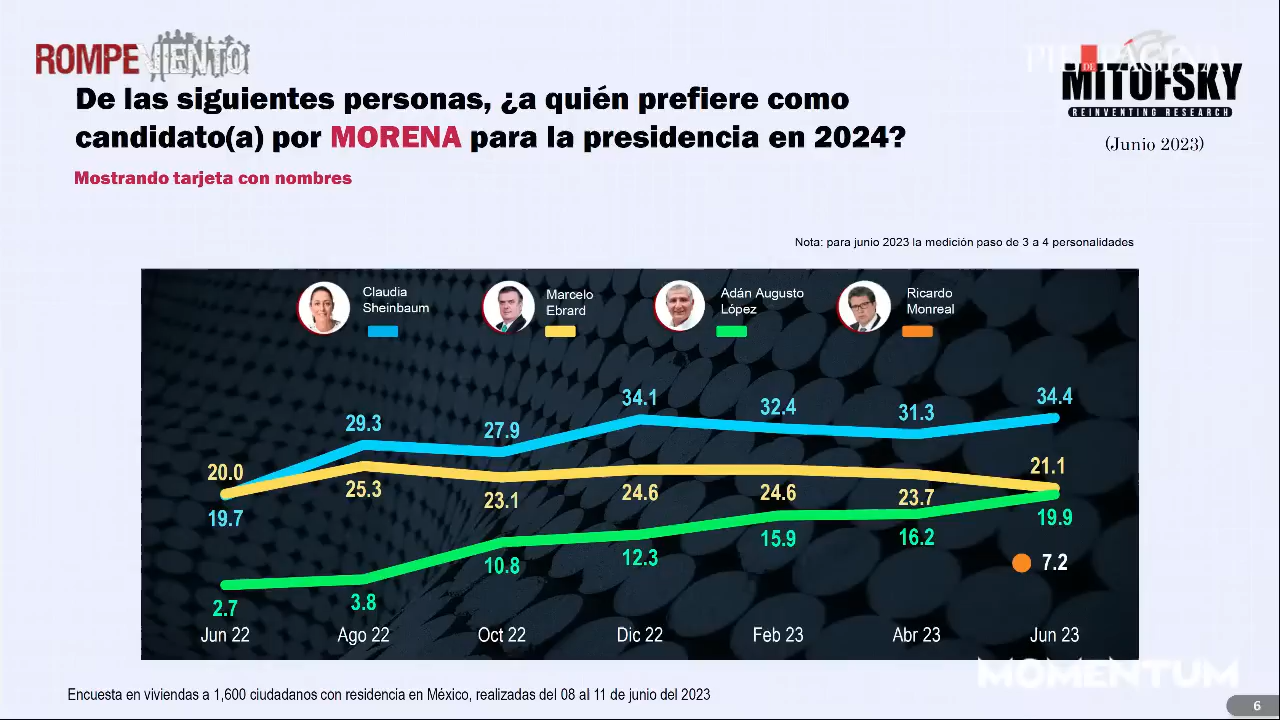 ROMPEVIENTO
PIE DE PÁGINA
MITOFSKY
REINVENTING RESEARCH
(Junio 2023)
De las siguientes personas, ¿a quién prefiere como
candidato(a) por MORENA para la presidencia en 2024?
Mostrando tarjeta con nombres
Nota: para junio 2023 la medición paso de 3 a 4 personalidades
Claudia
Sheinbaum
Marcelo
Ebrard
Adán Augusto
López
Ricardo
Monreal
20.0
19.7
2.7
29.3
25.3
3.8
27.9
23.1
10.8
34.1
24.6
12.3
32.4
24.6
15.9
31.3
23.7
16.2
34.4
21.1
19.9
7.2
Jun 22
Ago 22
Oct 22
Dic 22
Feb 23
Abr 23
Jun 23
MOMENTUM
Encuesta en viviendas a 1,600 ciudadanos con residencia en México, realizadas del 08 al 11 de junio del 2023
6